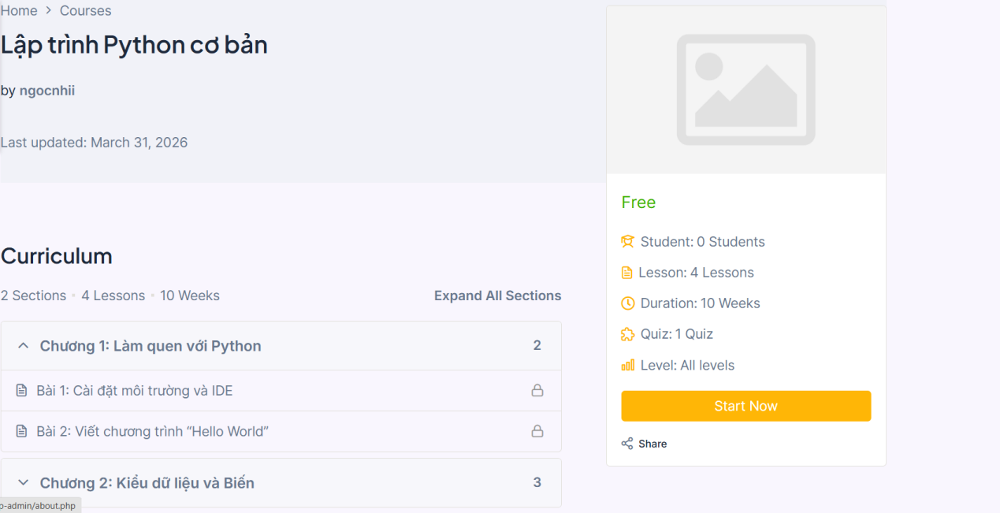 Home > Courses
Lập trình Python cơ bản
by ngocnhii
Last updated: March 31, 2026
Curriculum
2 Sections • 4 Lessons • 10 Weeks
Expand All Sections
Chương 1: Làm quen với Python 2
Bài 1: Cài đặt môi trường và IDE
Bài 2: Viết chương trình “Hello World”
Chương 2: Kiểu dữ liệu và Biến 3
p-admin/about.php
Free
Student: 0 Students
Lesson: 4 Lessons
Duration: 10 Weeks
Quiz: 1 Quiz
Level: All levels
Start Now
Share